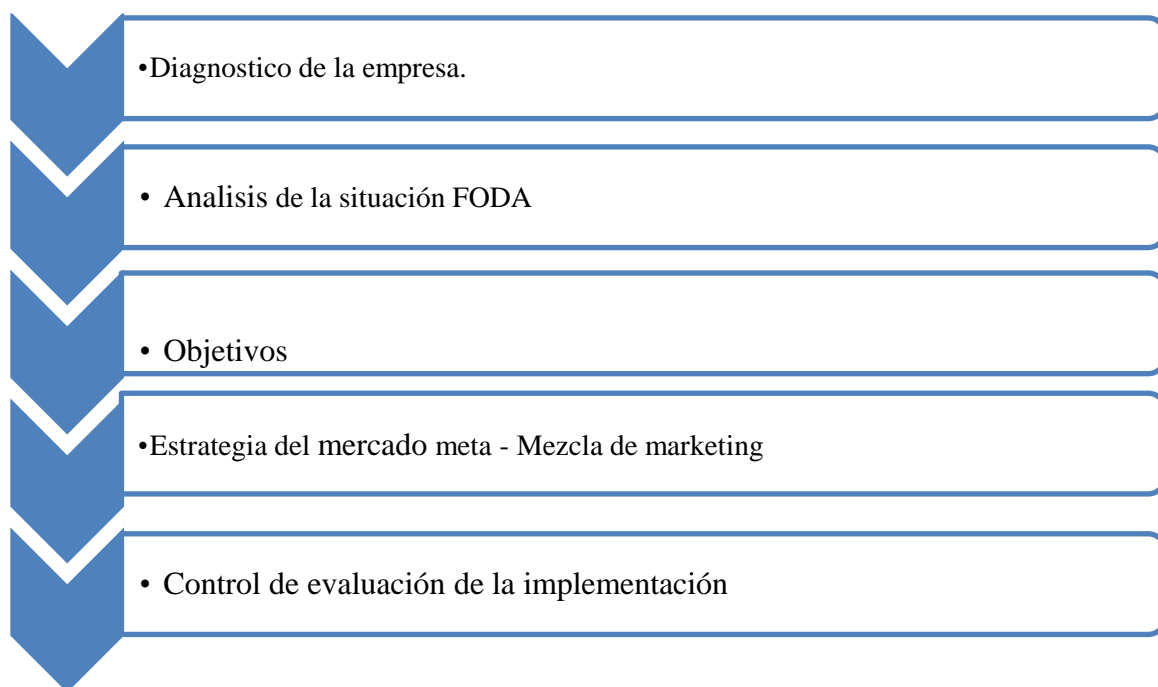 •Diagnostico de la empresa.
• Analisis de la situación FODA
• Objetivos
•Estrategia del mercado meta - Mezcla de marketing
• Control de evaluación de la implementación